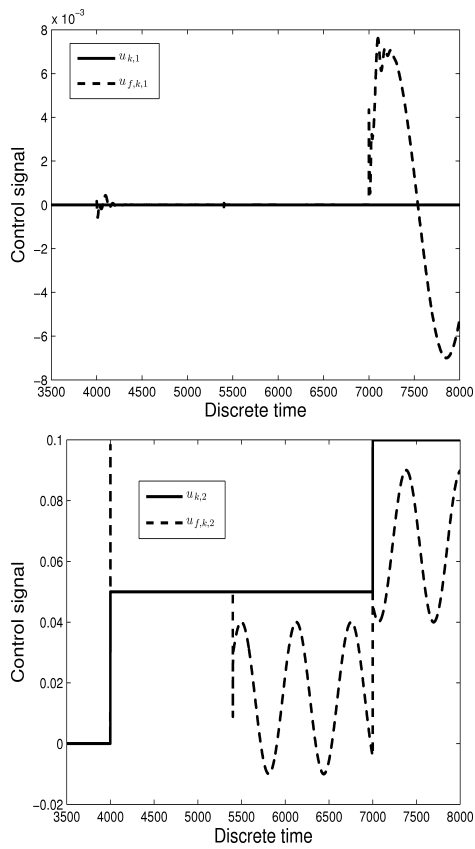 x 10⁻³
8
6
4
2
0
−2
−4
−6
−8
u_{k,1}
u_{f,k,1}
Control signal
3500 4000 4500 5000 5500 6000 6500 7000 7500 8000
Discrete time
0.1
0.08
0.06
0.04
0.02
0
−0.02
u_{k,2}
u_{f,k,2}
Control signal
3500 4000 4500 5000 5500 6000 6500 7000 7500 8000
Discrete time